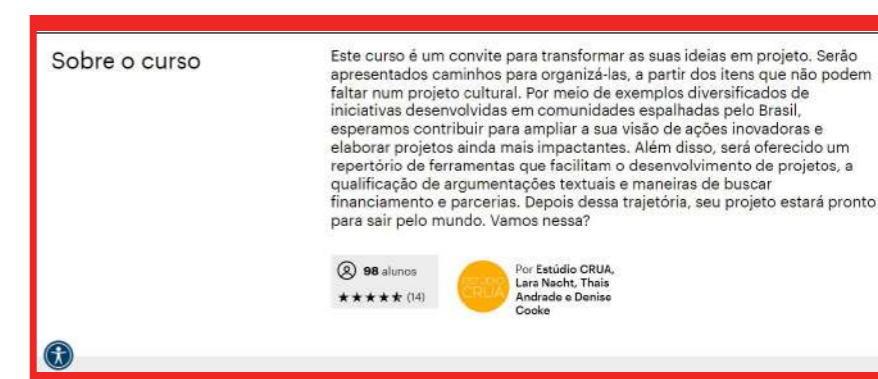 Sobre o curso
Este curso é um convite para transformar as suas ideias em projeto. Serão
apresentados caminhos para organizá-las, a partir dos itens que não podem
faltar num projeto cultural. Por meio de exemplos diversificados de
iniciativas desenvolvidas em comunidades espalhadas pelo Brasil,
esperamos contribuir para ampliar a sua visão de ações inovadoras e
elaborar projetos ainda mais impactantes. Além disso, será oferecido um
repertório de ferramentas que facilitam o desenvolvimento de projetos, a
qualificação de argumentações textuais e maneiras de buscar
financiamento e parcerias. Depois dessa trajetória, seu projeto estará pronto
para sair pelo mundo. Vamos nessa?
98 alunos
(14)
ESTÚDIO
CRUA
Por Estúdio CRUA,
Lara Nacht, Thais
Andrade e Denise
Cooke